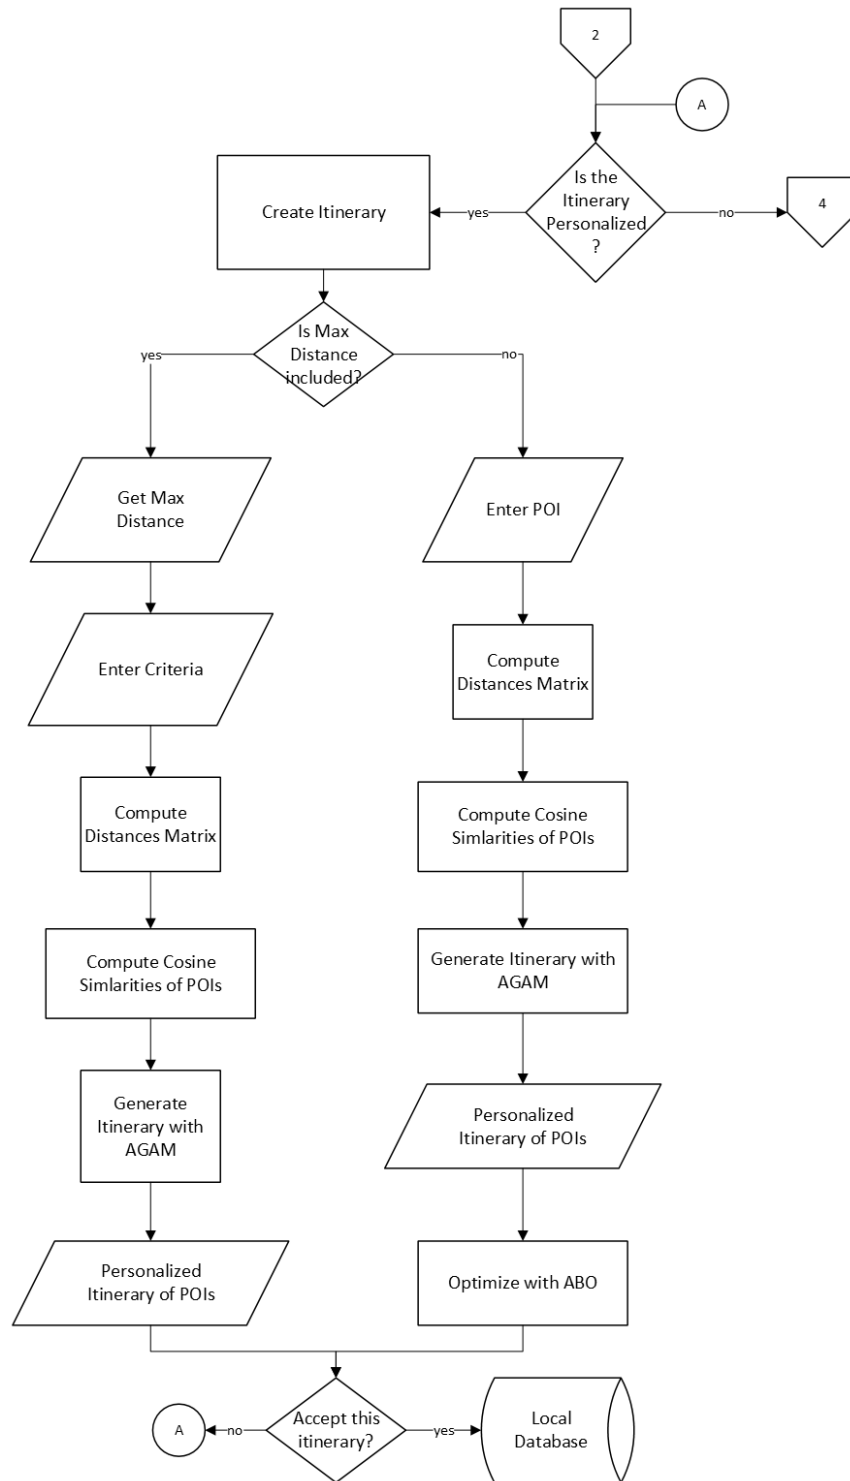 2
A
Is the
Itinerary
Personalized
?
yes
no
4
Create Itinerary
Is Max
Distance
included?
yes
no
Get Max
Distance
Enter POI
Enter Criteria
Compute
Distances Matrix
Compute
Distances Matrix
Compute Cosine
Simlarities of POIs
Compute Cosine
Simlarities of POIs
Generate Itinerary with
AGAM
Generate
Itinerary with
AGAM
Personalized
Itinerary of POIs
Personalized
Itinerary of POIs
Optimize with ABO
A
no
Accept this
itinerary?
yes
Local
Database